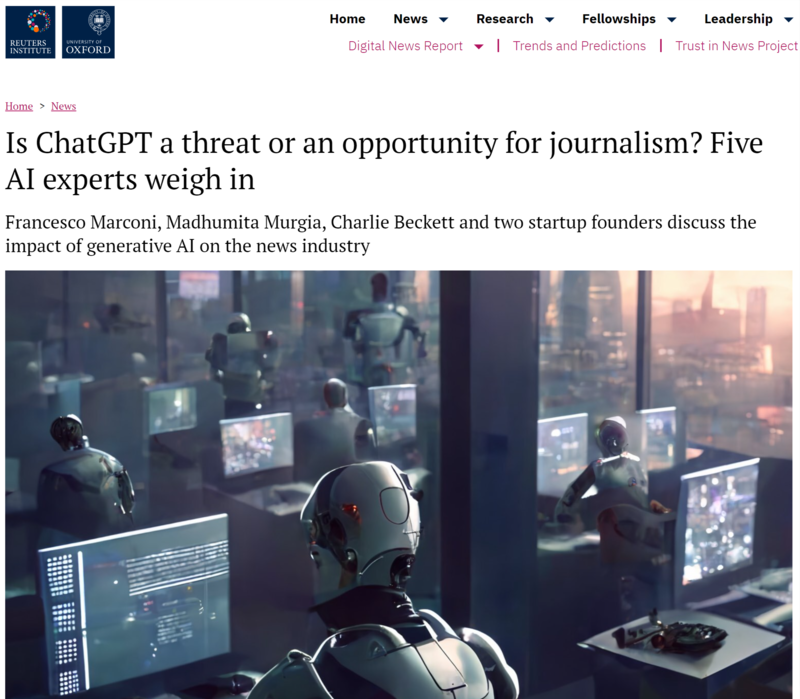 REUTERS
INSTITUTE
UNIVERSITY OF
OXFORD
Home News Research Fellowships Leadership
Digital News Report | Trends and Predictions | Trust in News Project
Home > News
Is ChatGPT a threat or an opportunity for journalism? Five
AI experts weigh in
Francesco Marconi, Madhumita Murgia, Charlie Beckett and two startup founders discuss the
impact of generative AI on the news industry